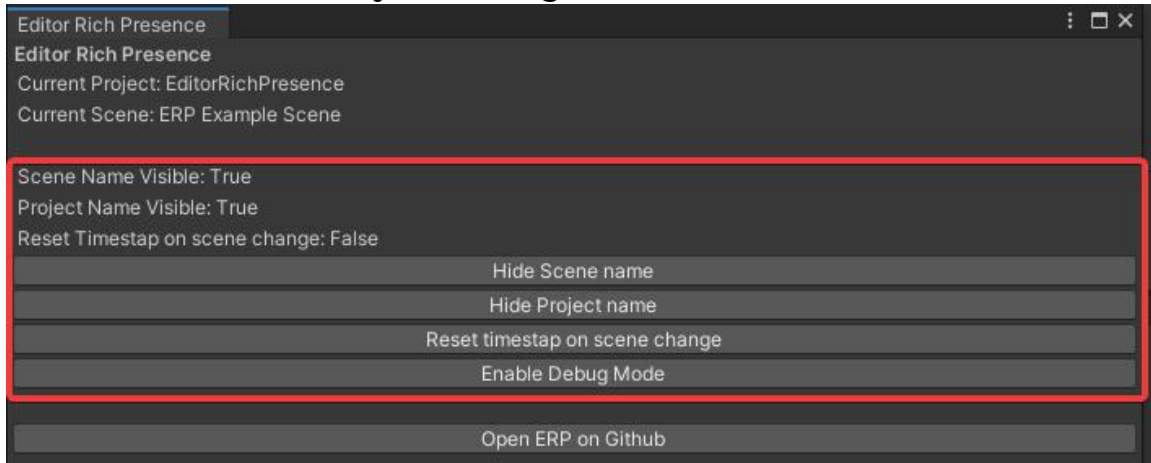 Editor Rich Presence
Editor Rich Presence
Current Project: EditorRichPresence
Current Scene: ERP Example Scene
Scene Name Visible: True
Project Name Visible: True
Reset Timestap on scene change: False
Hide Scene name
Hide Project name
Reset timestap on scene change
Enable Debug Mode
Open ERP on Github